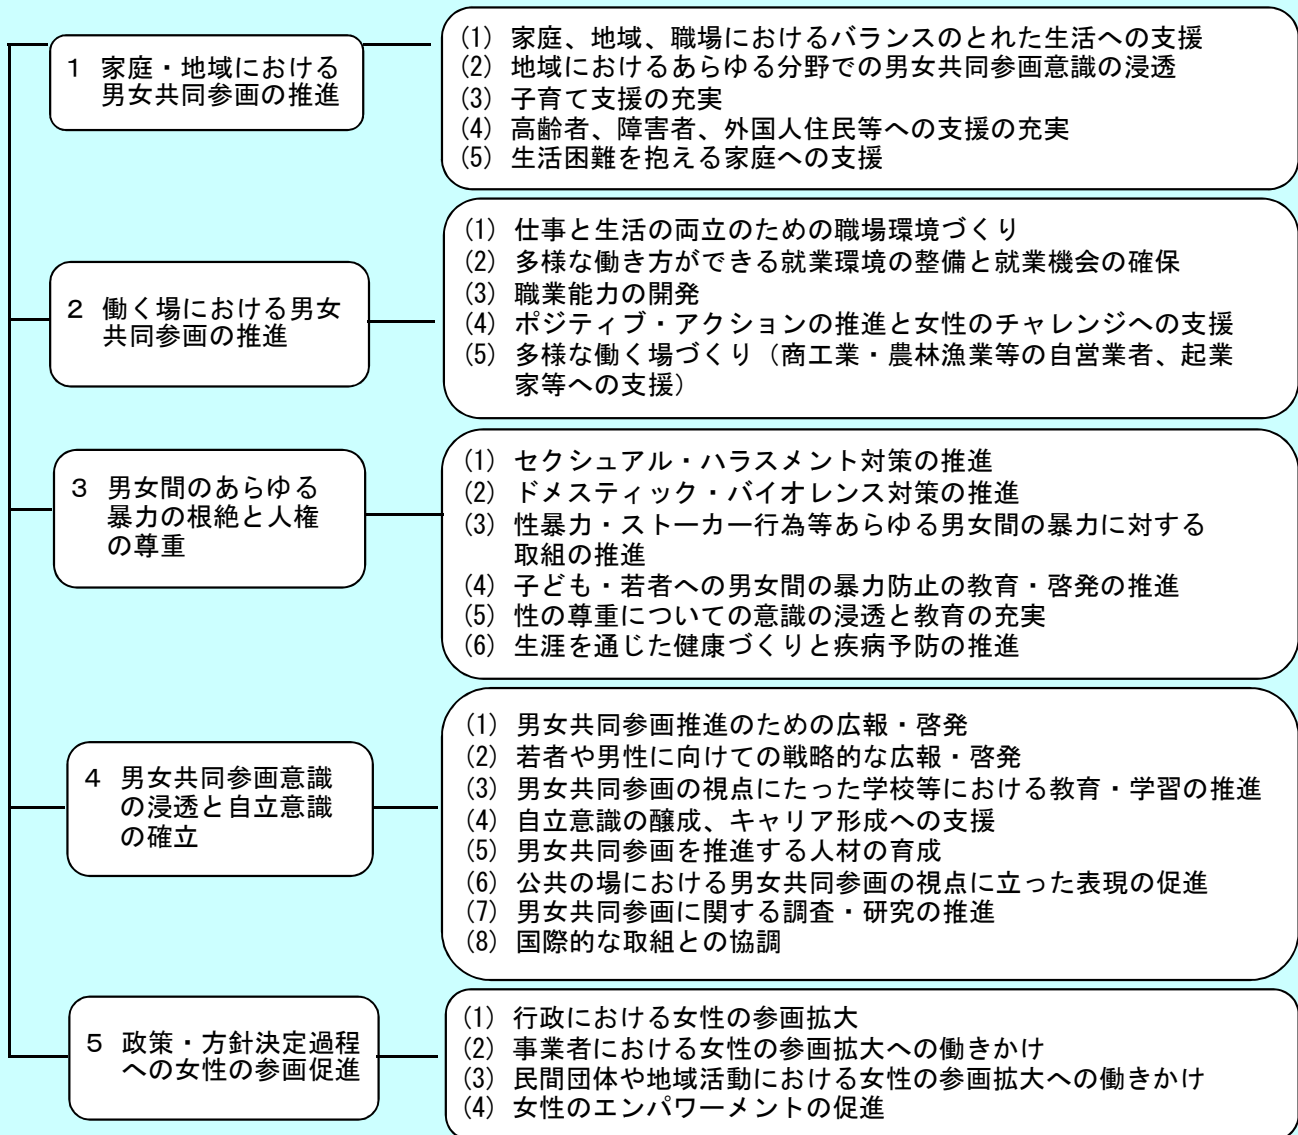 1 家庭・地域における
男女共同参画の推進
(1) 家庭、地域、職場におけるバランスのとれた生活への支援
(2) 地域におけるあらゆる分野での男女共同参画意識の浸透
(3) 子育て支援の充実
(4) 高齢者、障害者、外国人住民等への支援の充実
(5) 生活困難を抱える家庭への支援
2 働く場における男女
共同参画の推進
(1) 仕事と生活の両立のための職場環境づくり
(2) 多様な働き方ができる就業環境の整備と就業機会の確保
(3) 職業能力の開発
(4) ポジティブ・アクションの推進と女性のチャレンジへの支援
(5) 多様な働く場づくり（商工業・農林漁業等の自営業者、起業
家等への支援）
3 男女間のあらゆる
暴力の根絶と人権
の尊重
(1) セクシュアル・ハラスメント対策の推進
(2) ドメスティック・バイオレンス対策の推進
(3) 性暴力・ストーカー行為等あらゆる男女間の暴力に対する
取組の推進
(4) 子ども・若者への男女間の暴力防止の教育・啓発の推進
(5) 性の尊重についての意識の浸透と教育の充実
(6) 生涯を通じた健康づくりと疾病予防の推進
4 男女共同参画意識
の浸透と自立意識
の確立
(1) 男女共同参画推進のための広報・啓発
(2) 若者や男性に向けての戦略的な広報・啓発
(3) 男女共同参画の視点にたった学校等における教育・学習の推進
(4) 自立意識の醸成、キャリア形成への支援
(5) 男女共同参画を推進する人材の育成
(6) 公共の場における男女共同参画の視点に立った表現の促進
(7) 男女共同参画に関する調査・研究の推進
(8) 国際的な取組との協調
5 政策・方針決定過程
への女性の参画促進
(1) 行政における女性の参画拡大
(2) 事業者における女性の参画拡大への働きかけ
(3) 民間団体や地域活動における女性の参画拡大への働きかけ
(4) 女性のエンパワーメントの促進